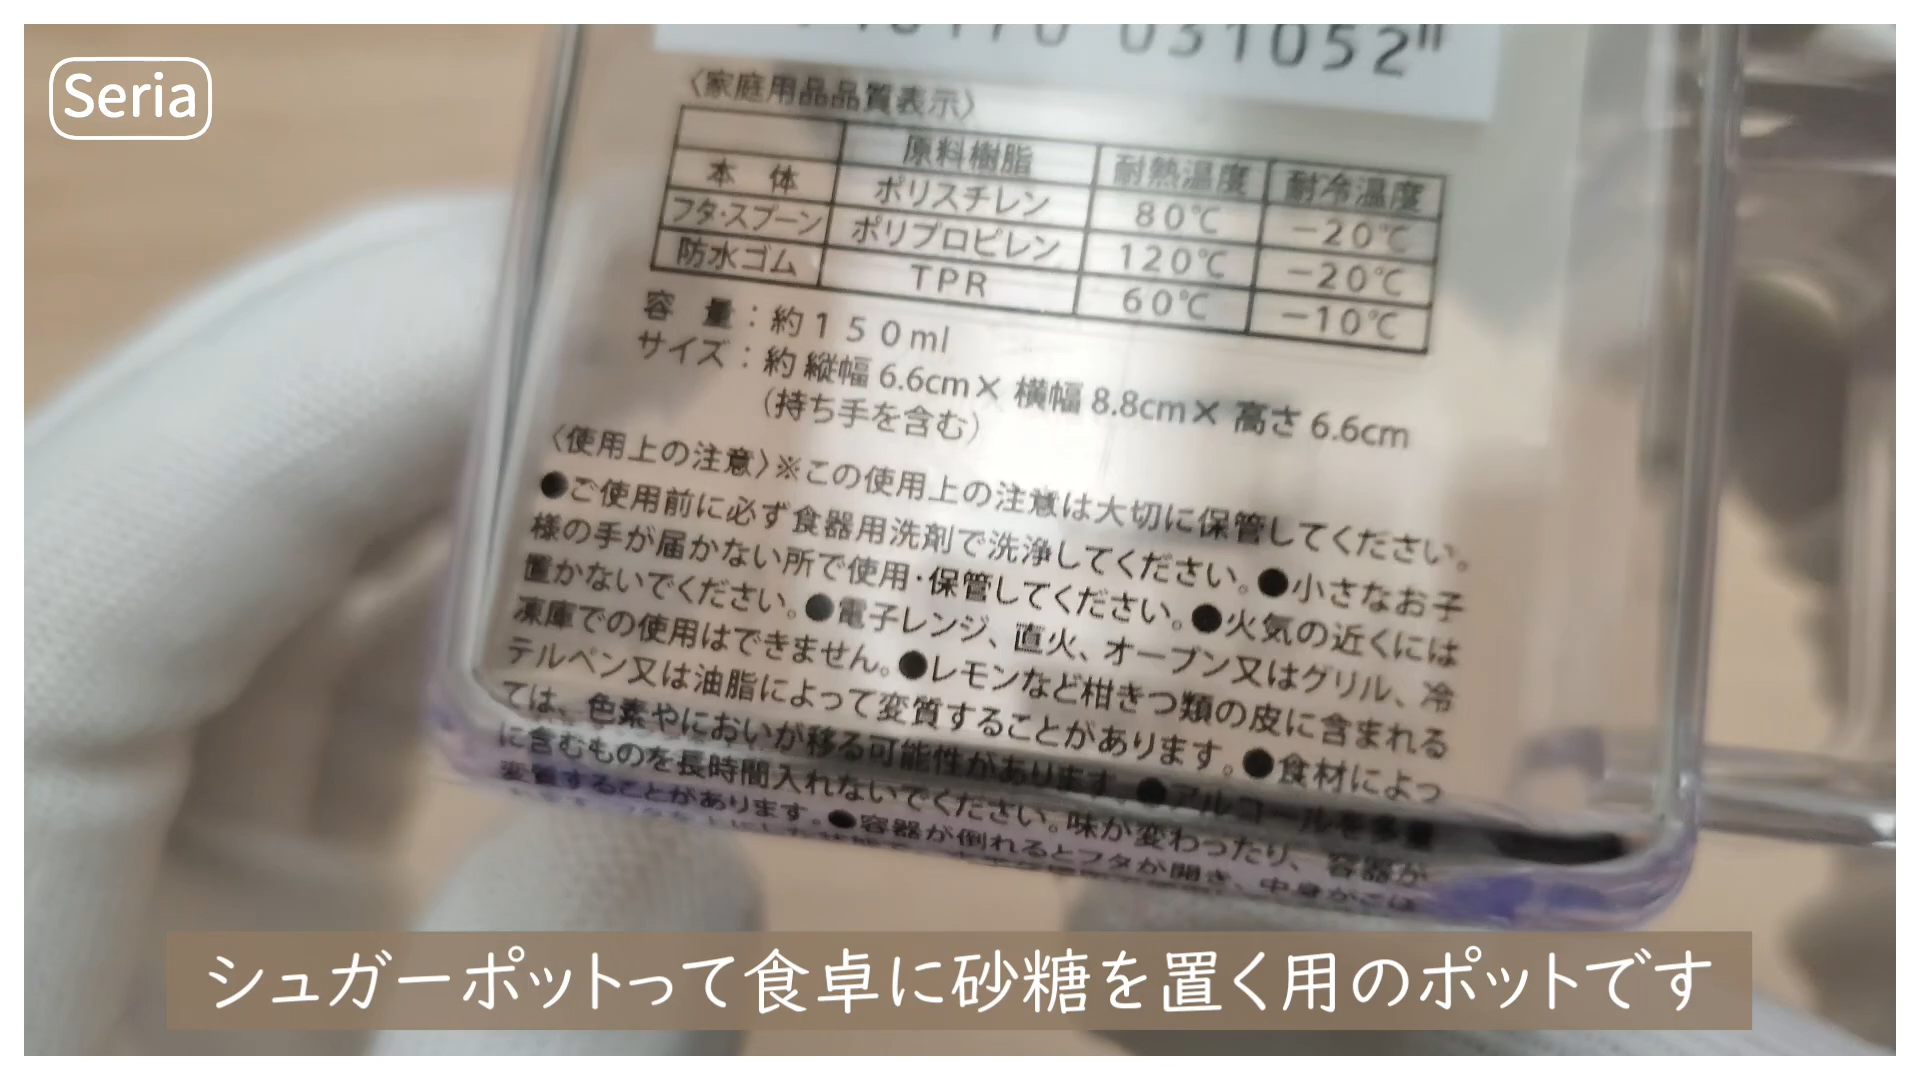 Seria
031052"
〈家庭用品品質表示〉
原料樹脂 耐熱温度 耐冷温度
本 体 ポリスチレン 80℃ −20℃
フタ・スプーン ポリプロピレン 120℃ −20℃
防水ゴム TPR 60℃ −10℃
容 量：約150ml
サイズ：約 縦幅 6.6cm× 横幅 8.8cm× 高さ 6.6cm
(持ち手を含む)
〈使用上の注意〉※この使用上の注意は大切に保管してください。
●ご使用前に必ず食器用洗剤で洗浄してください。●小さなお子
様の手が届かない所で使用・保管してください。●火気の近くには
置かないでください。●電子レンジ、直火、オーブン又はグリル、冷
凍庫での使用はできません。●レモンなど柑きつ類の皮に含まれる
テルペン又は油脂によって変質することがあります。●食材によっ
ては、色素やにおいが移る可能性があります。●アルコールを多量
に含むものを長時間入れないでください。味が変わったり、容器が
変質することがあります。●容器が倒れるとフタが開き、中身がこぼ
シュガーポットって食卓に砂糖を置く用のポットです